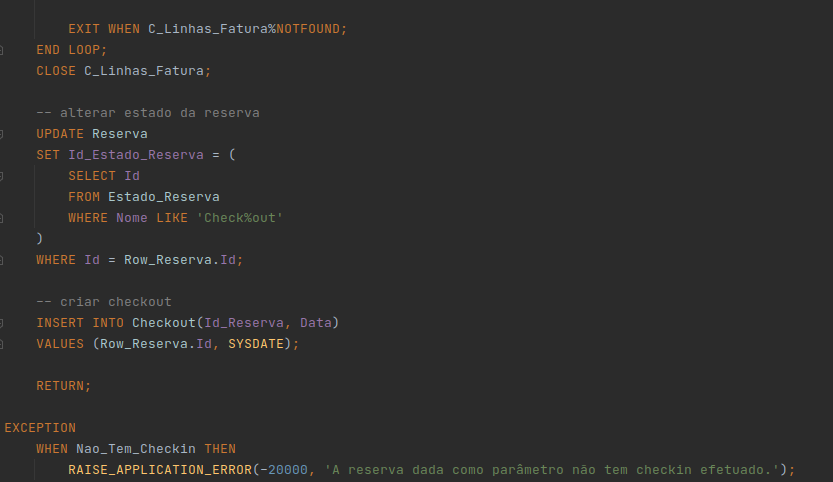 EXIT WHEN C_Linhas_Fatura%NOTFOUND;
END LOOP;
CLOSE C_Linhas_Fatura;
-- alterar estado da reserva
UPDATE Reserva
SET Id_Estado_Reserva = (
SELECT Id
FROM Estado_Reserva
WHERE Nome LIKE 'Check%out'
)
WHERE Id = Row_Reserva.Id;
-- criar checkout
INSERT INTO Checkout(Id_Reserva, Data)
VALUES (Row_Reserva.Id, SYSDATE);
RETURN;
EXCEPTION
WHEN Nao_Tem_Checkin THEN
RAISE_APPLICATION_ERROR(-20000, 'A reserva dada como parâmetro não tem checkin efetuado.');